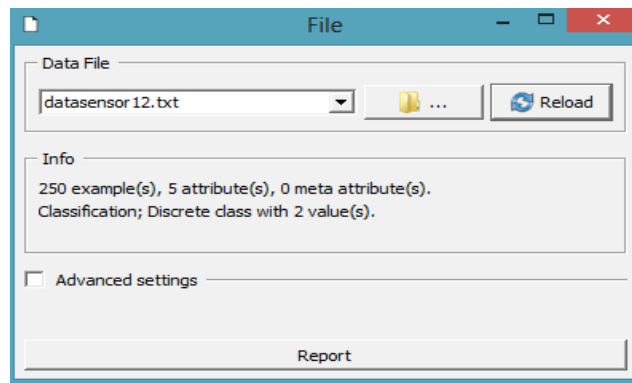 File
Data File
datasensor12.txt
...
Reload
Info
250 example(s), 5 attribute(s), 0 meta attribute(s).
Classification; Discrete class with 2 value(s).
Advanced settings
Report